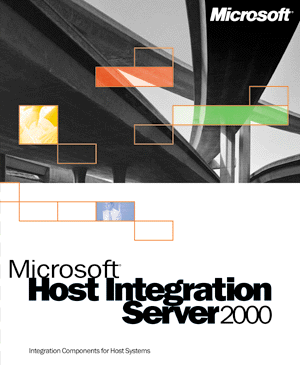 Microsoft®
Microsoft®
Host Integration
Server2000
Integration Components for Host Systems